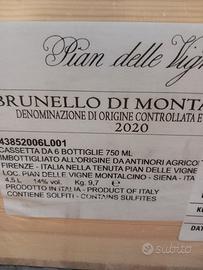 Pian delle Vigne
BRUNELLO DI MONTA
DENOMINAZIONE DI ORIGINE CONTROLLATA E
2020
43852006L001
CASSETTA DA 6 BOTTIGLIE 750 ML
IMBOTTIGLIATO ALL'ORIGINE DA ANTINORI AGRICO
FIRENZE - ITALIA NELLA TENUTA PIAN DELLE VIG
LOC. PIAN DELLE VIGNE MONTALCINO - SIENA - ITA
4,5 L 14% vol. Kg. 9,7
PRODOTTO IN ITALIA - PRODUCT OF ITALY
CONTIENE SOLFITI - CONTAINS SULFITES
subito